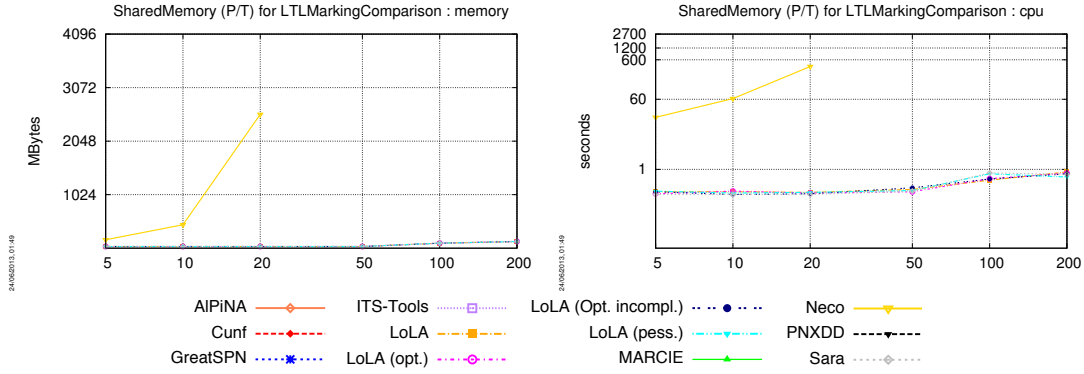 SharedMemory (P/T) for LTLMarkingComparison : memory
4096
3072
2048
1024
MBytes
5 10 20 50 100 200
24/06/2013, 01:49
SharedMemory (P/T) for LTLMarkingComparison : cpu
2700
1200
600
60
1
seconds
5 10 20 50 100 200
24/06/2013, 01:49
AlPiNA
Cunf
GreatSPN
ITS-Tools
LoLA
LoLA (opt.)
LoLA (Opt. incompl.)
LoLA (pess.)
MARCIE
Neco
PNXDD
Sara